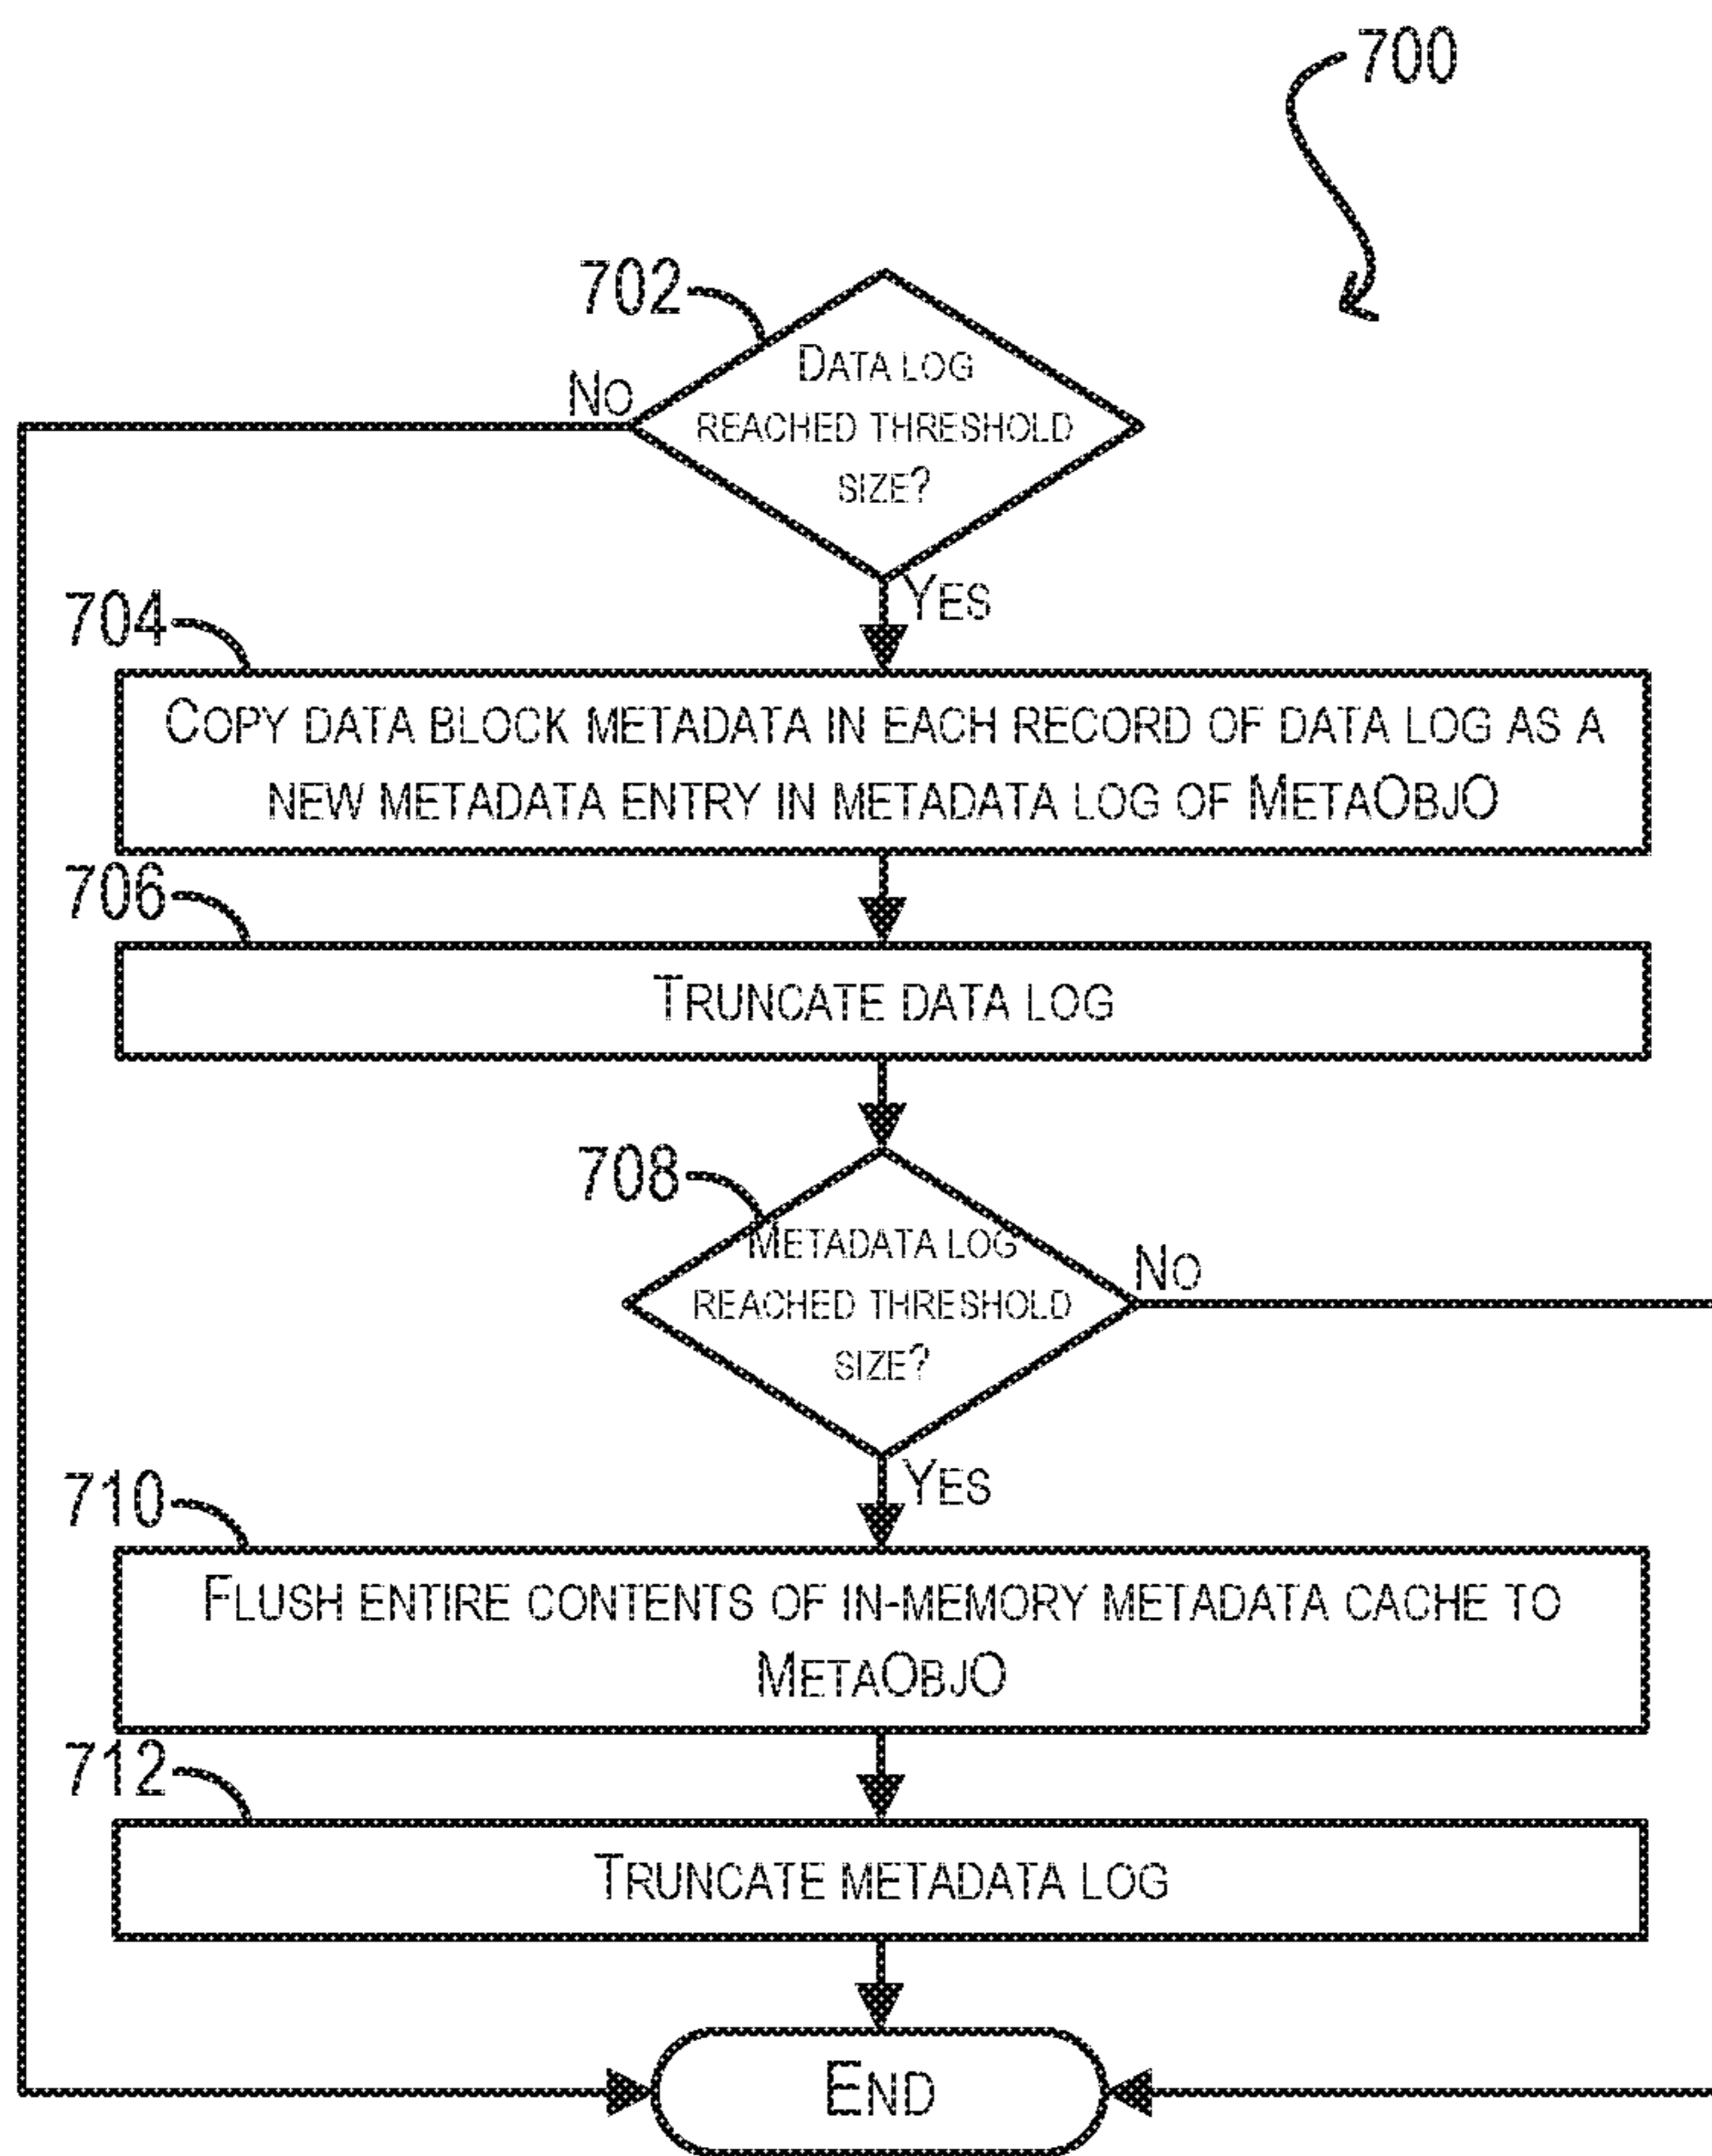 700
702
No
Data log
reached threshold
size?
Yes
704
Copy data block metadata in each record of data log as a
new metadata entry in metadata log of MetaObjO
706
Truncate data log
708
Metadata log
reached threshold
size?
No
Yes
710
Flush entire contents of in-memory metadata cache to
MetaObjO
712
Truncate metadata log
End